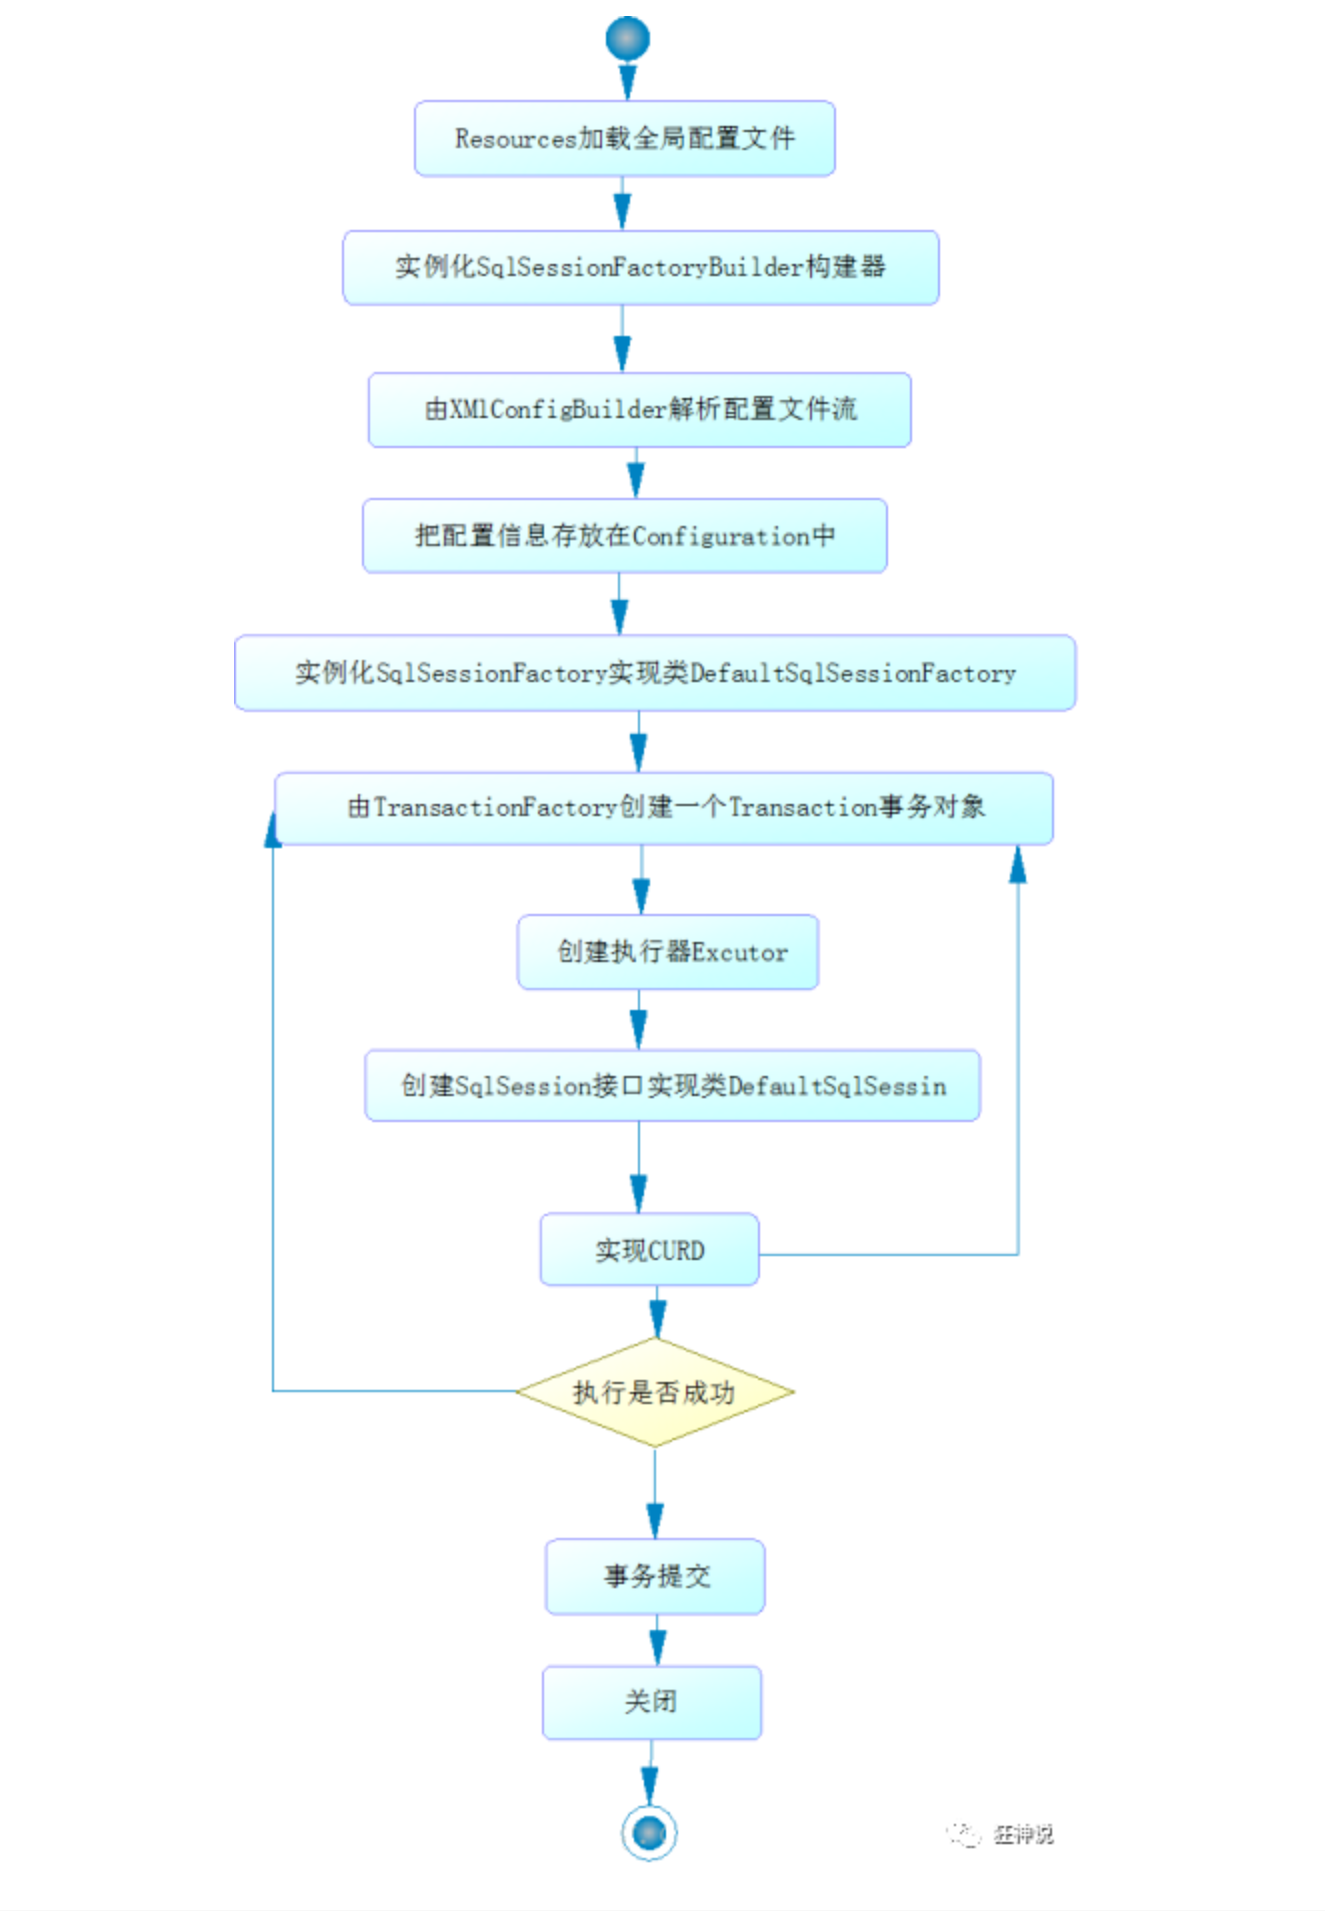 Resources加载全局配置文件
实例化SqlSessionFactoryBuilder构建器
由XMlConfigBuilder解析配置文件流
把配置信息存放在Configuration中
实例化SqlSessionFactory实现类DefaultSqlSessionFactory
由TransactionFactory创建一个Transaction事务对象
创建执行器Excutor
创建SqlSession接口实现类DefaultSqlSessin
实现CURD
执行是否成功
事务提交
关闭
狂神说